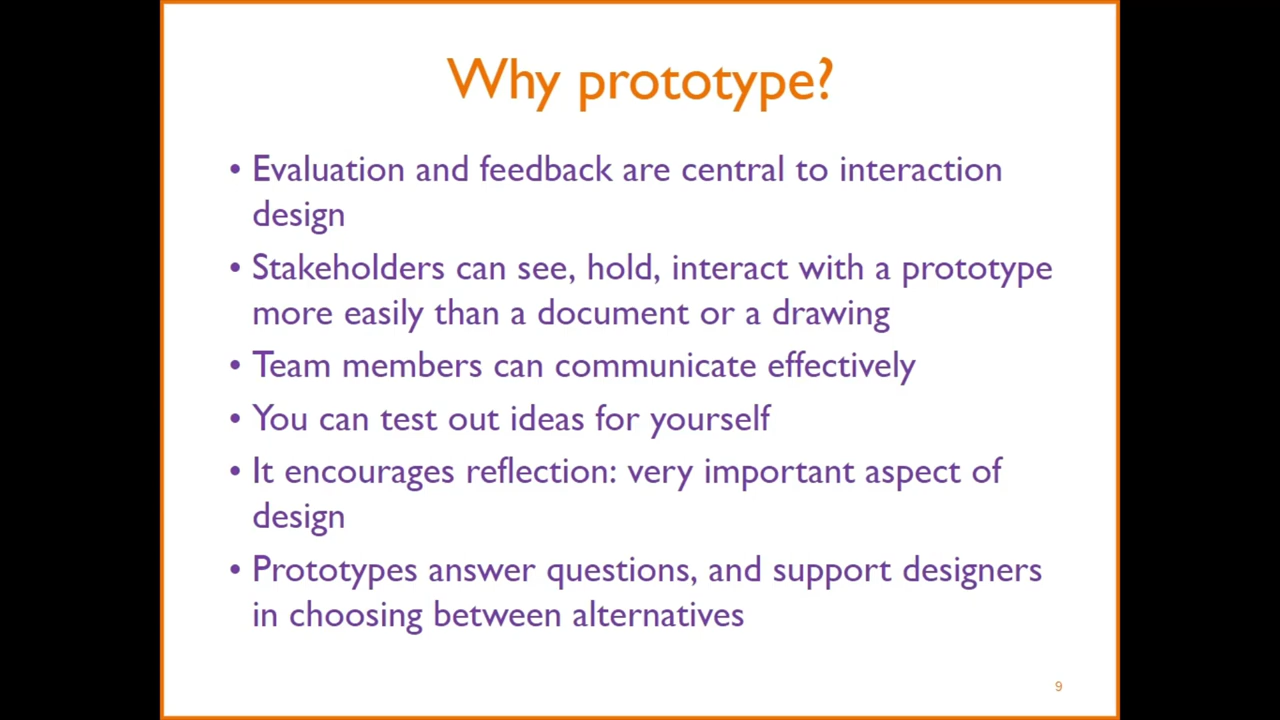 Why prototype?
• Evaluation and feedback are central to interaction
design
• Stakeholders can see, hold, interact with a prototype
more easily than a document or a drawing
• Team members can communicate effectively
• You can test out ideas for yourself
• It encourages reflection: very important aspect of
design
• Prototypes answer questions, and support designers
in choosing between alternatives
9